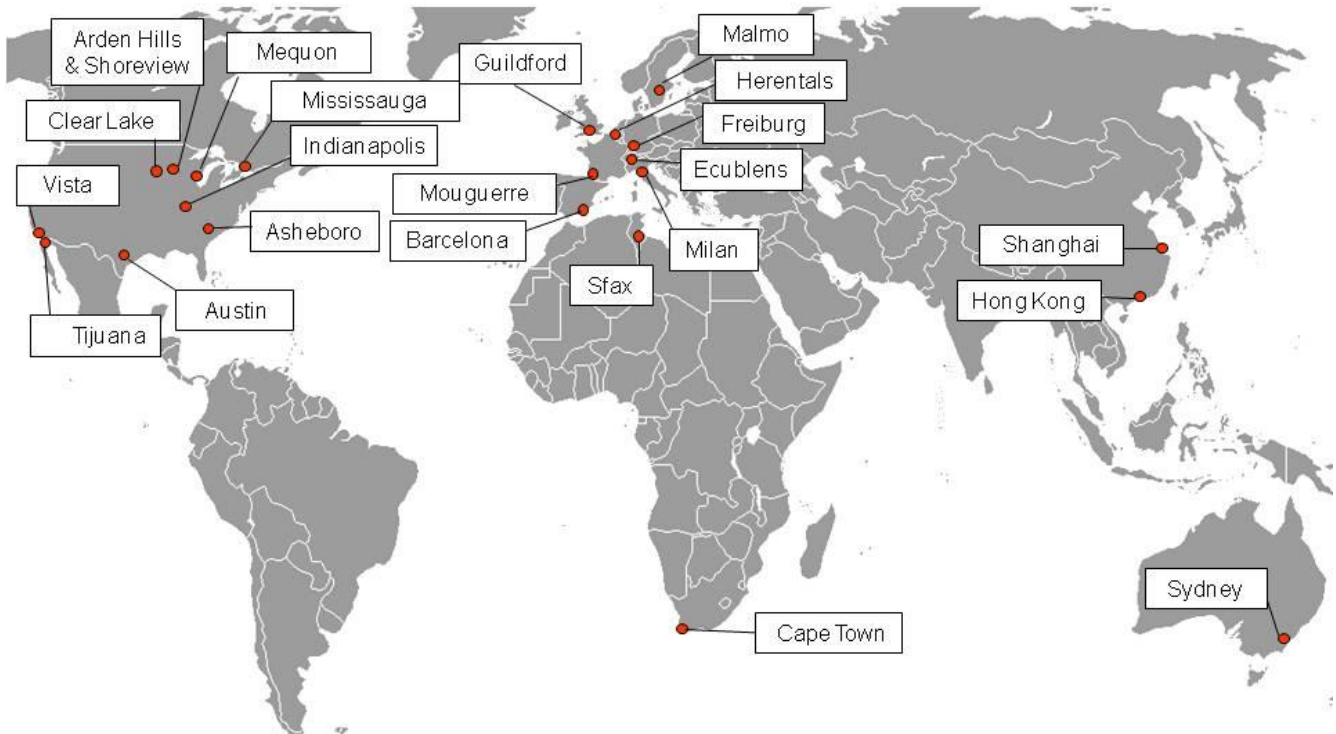 Arden Hills
& Shoreview
Mequon
Malmo
Guildford
Herentals
Mississauga
Clear Lake
Freiburg
Indianapolis
Ecublens
Vista
Mouguerre
Asheboro
Barcelona
Milan
Shanghai
Sfax
Hong Kong
Austin
Tijuana
Sydney
Cape Town